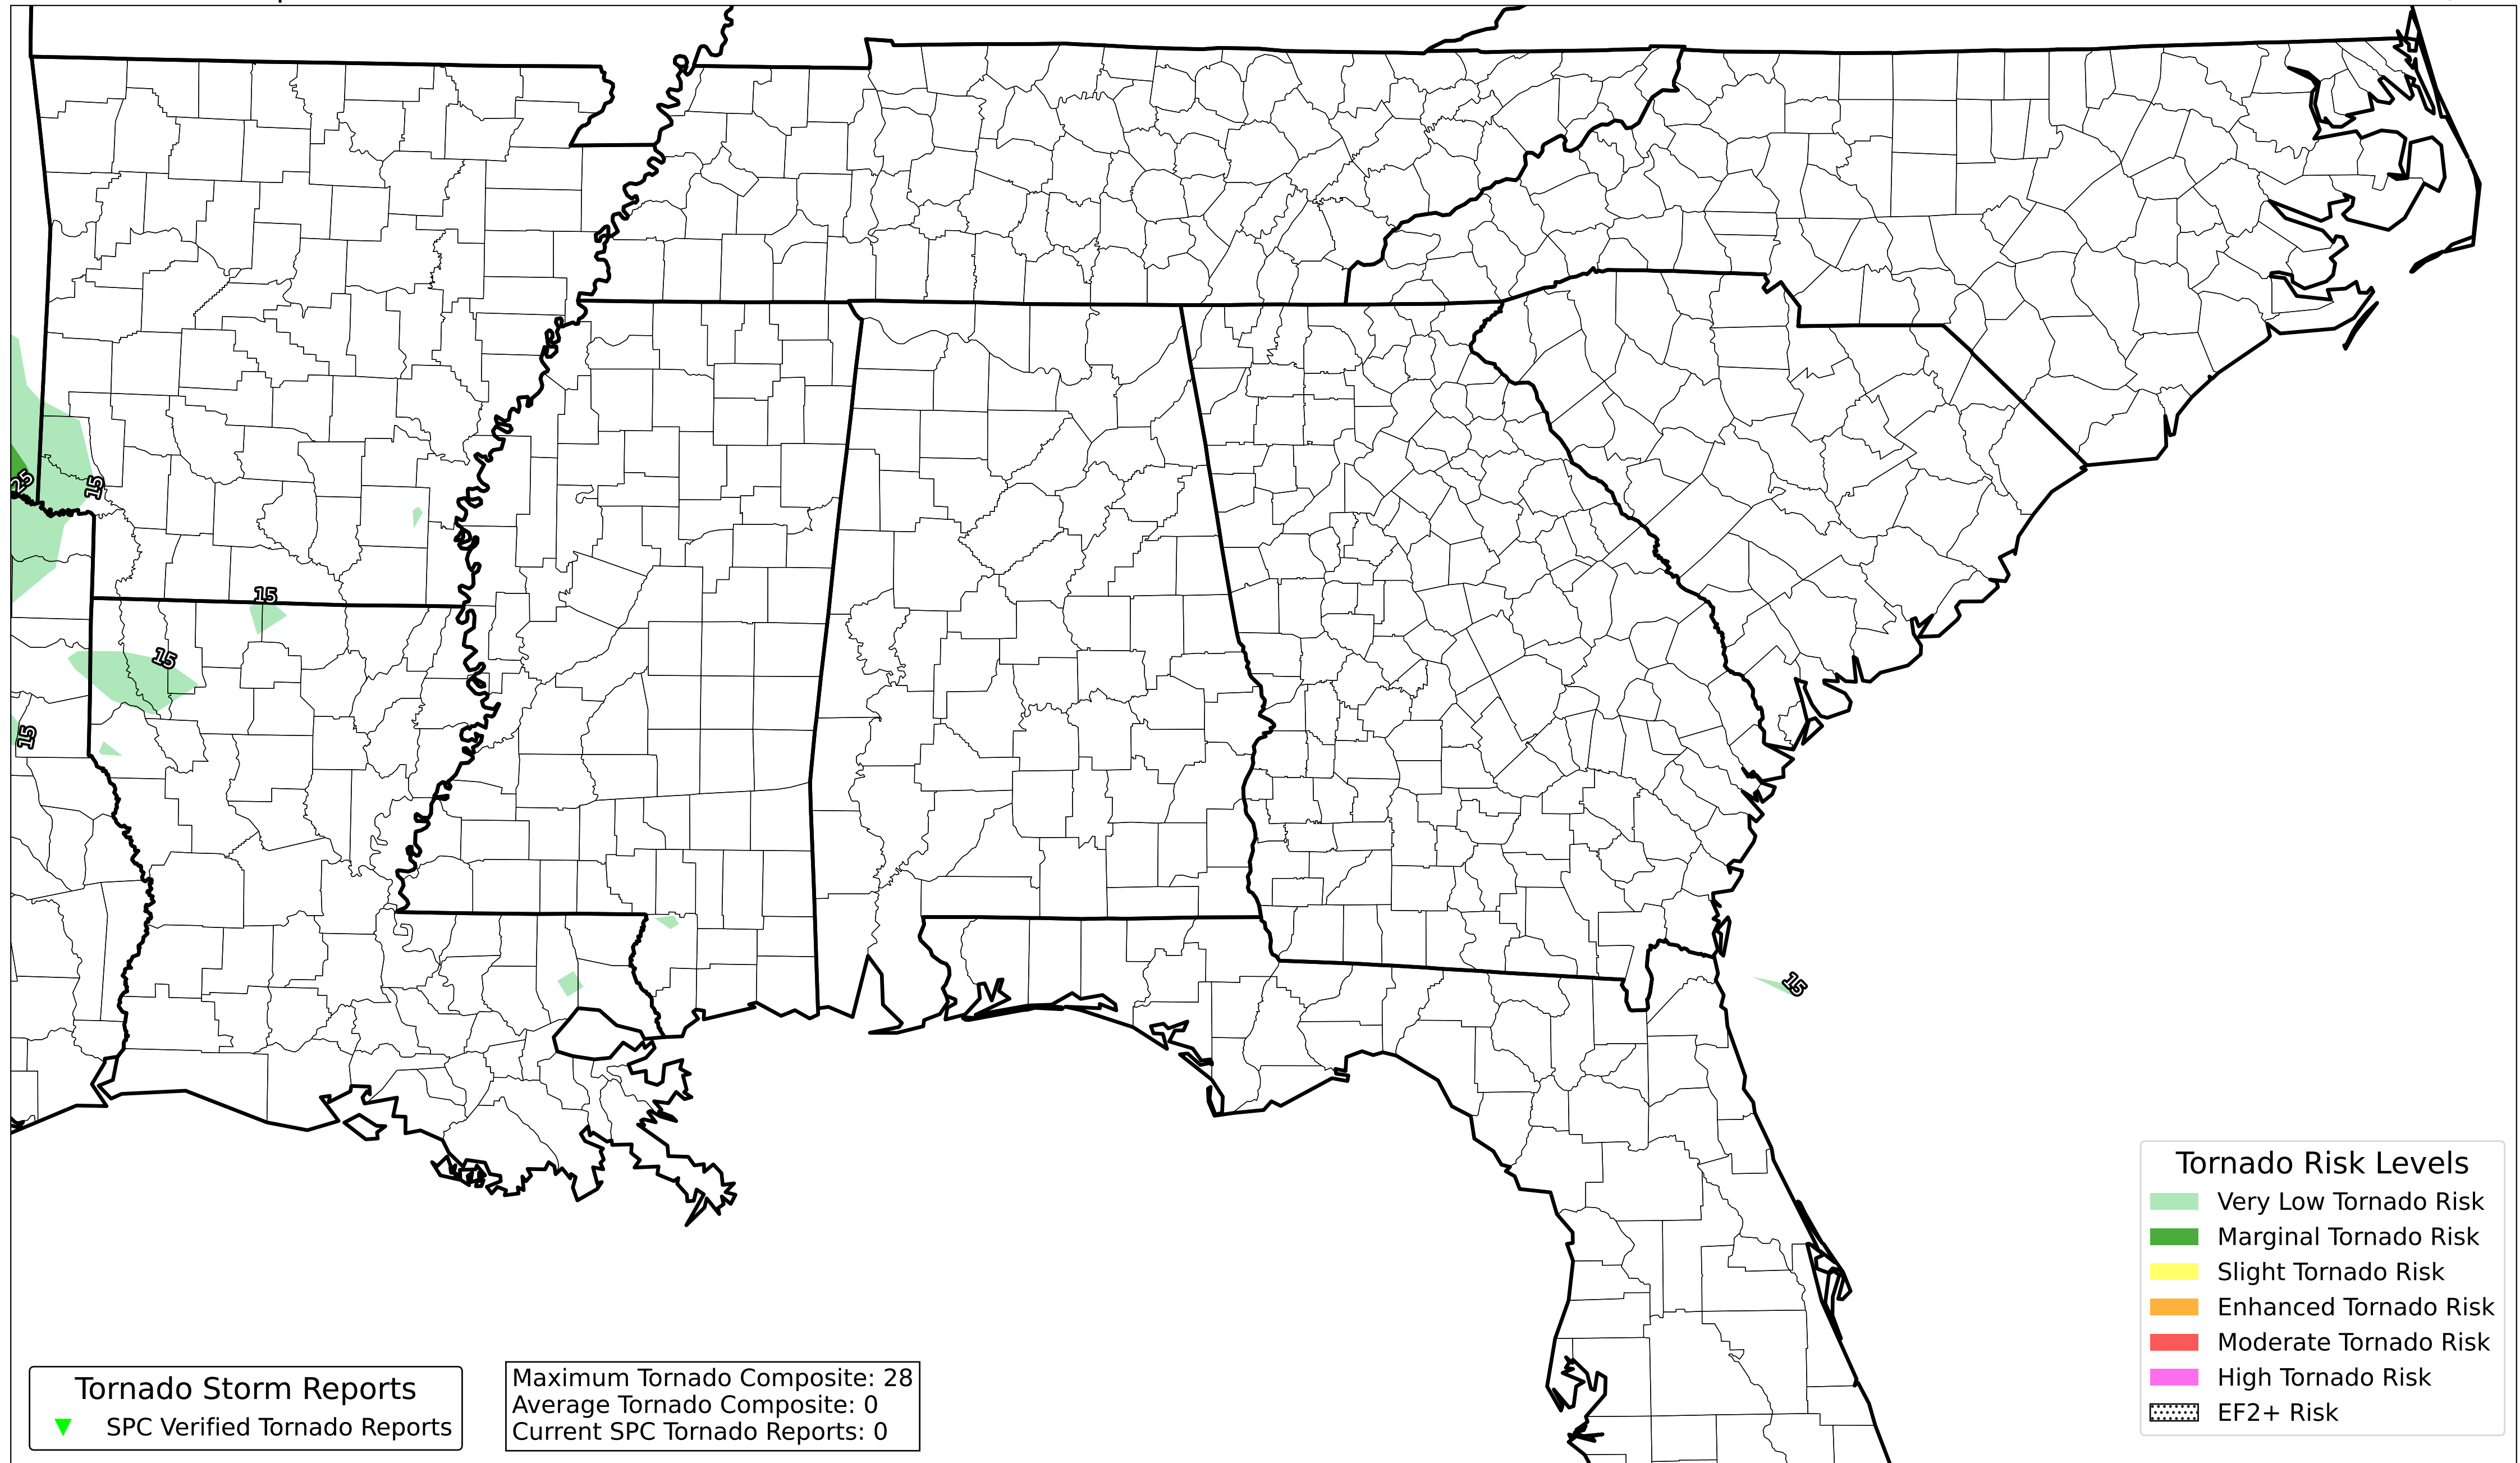 25
15
15
15
15
15
Tornado Risk Levels
Very Low Tornado Risk
Marginal Tornado Risk
Slight Tornado Risk
Enhanced Tornado Risk
Moderate Tornado Risk
High Tornado Risk
EF2+ Risk
Tornado Storm Reports
SPC Verified Tornado Reports
Maximum Tornado Composite: 28
Average Tornado Composite: 0
Current SPC Tornado Reports: 0